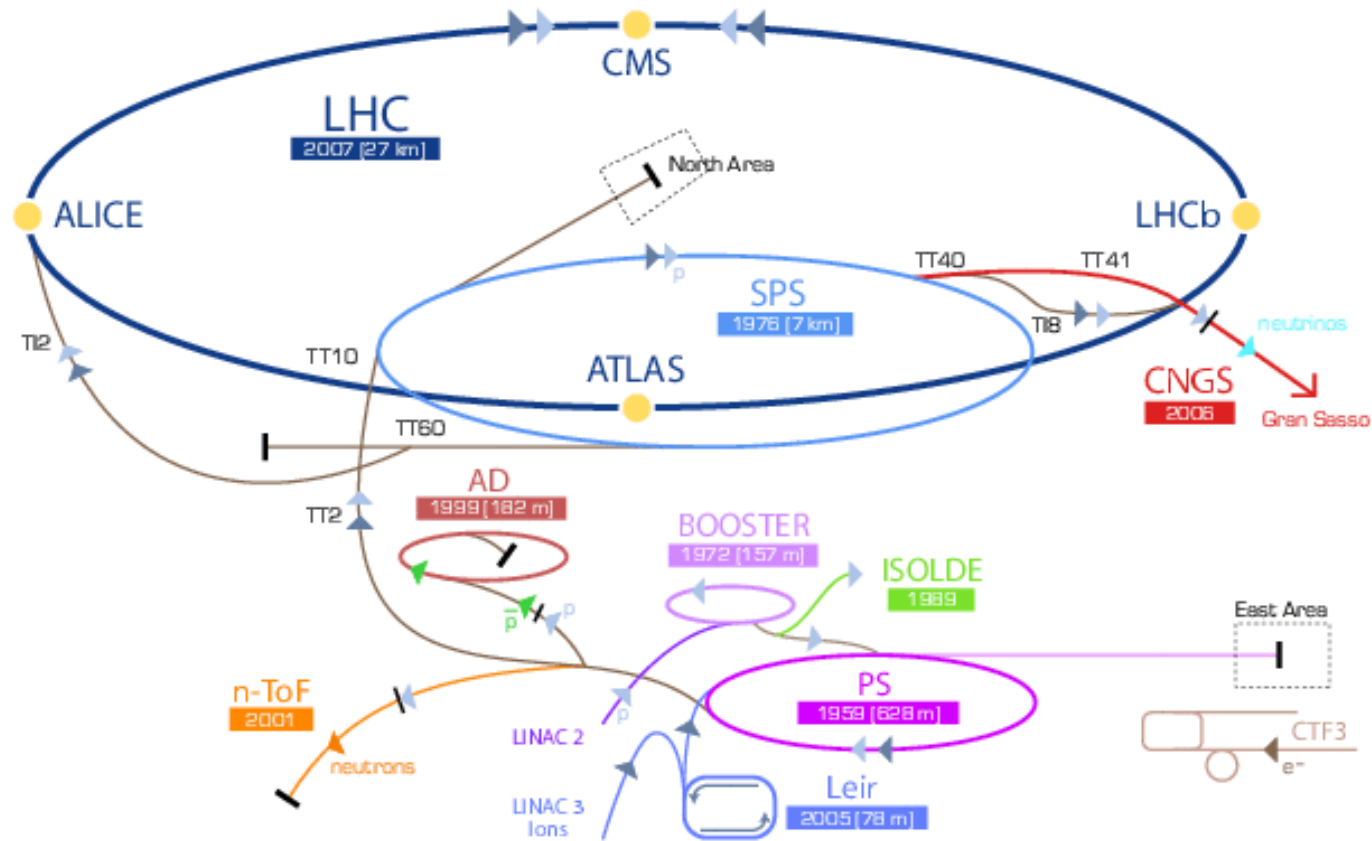 CMS
LHC
2007 [27 km]
North Area
ALICE
LHCb
TT40
TT41
p
SPS
1976 [7 km]
TI8
neutrinos
TI2
TT10
ATLAS
CNGS
2006
Gran Sasso
TT60
AD
1999 [182 m]
TT2
BOOSTER
1972 [157 m]
ISOLDE
1989
p̅
p
East Area
n-ToF
2001
PS
1959 [628 m]
p
LINAC 2
neutrons
CTF3
e⁻
Leir
2005 [78 m]
LINAC 3
Ions